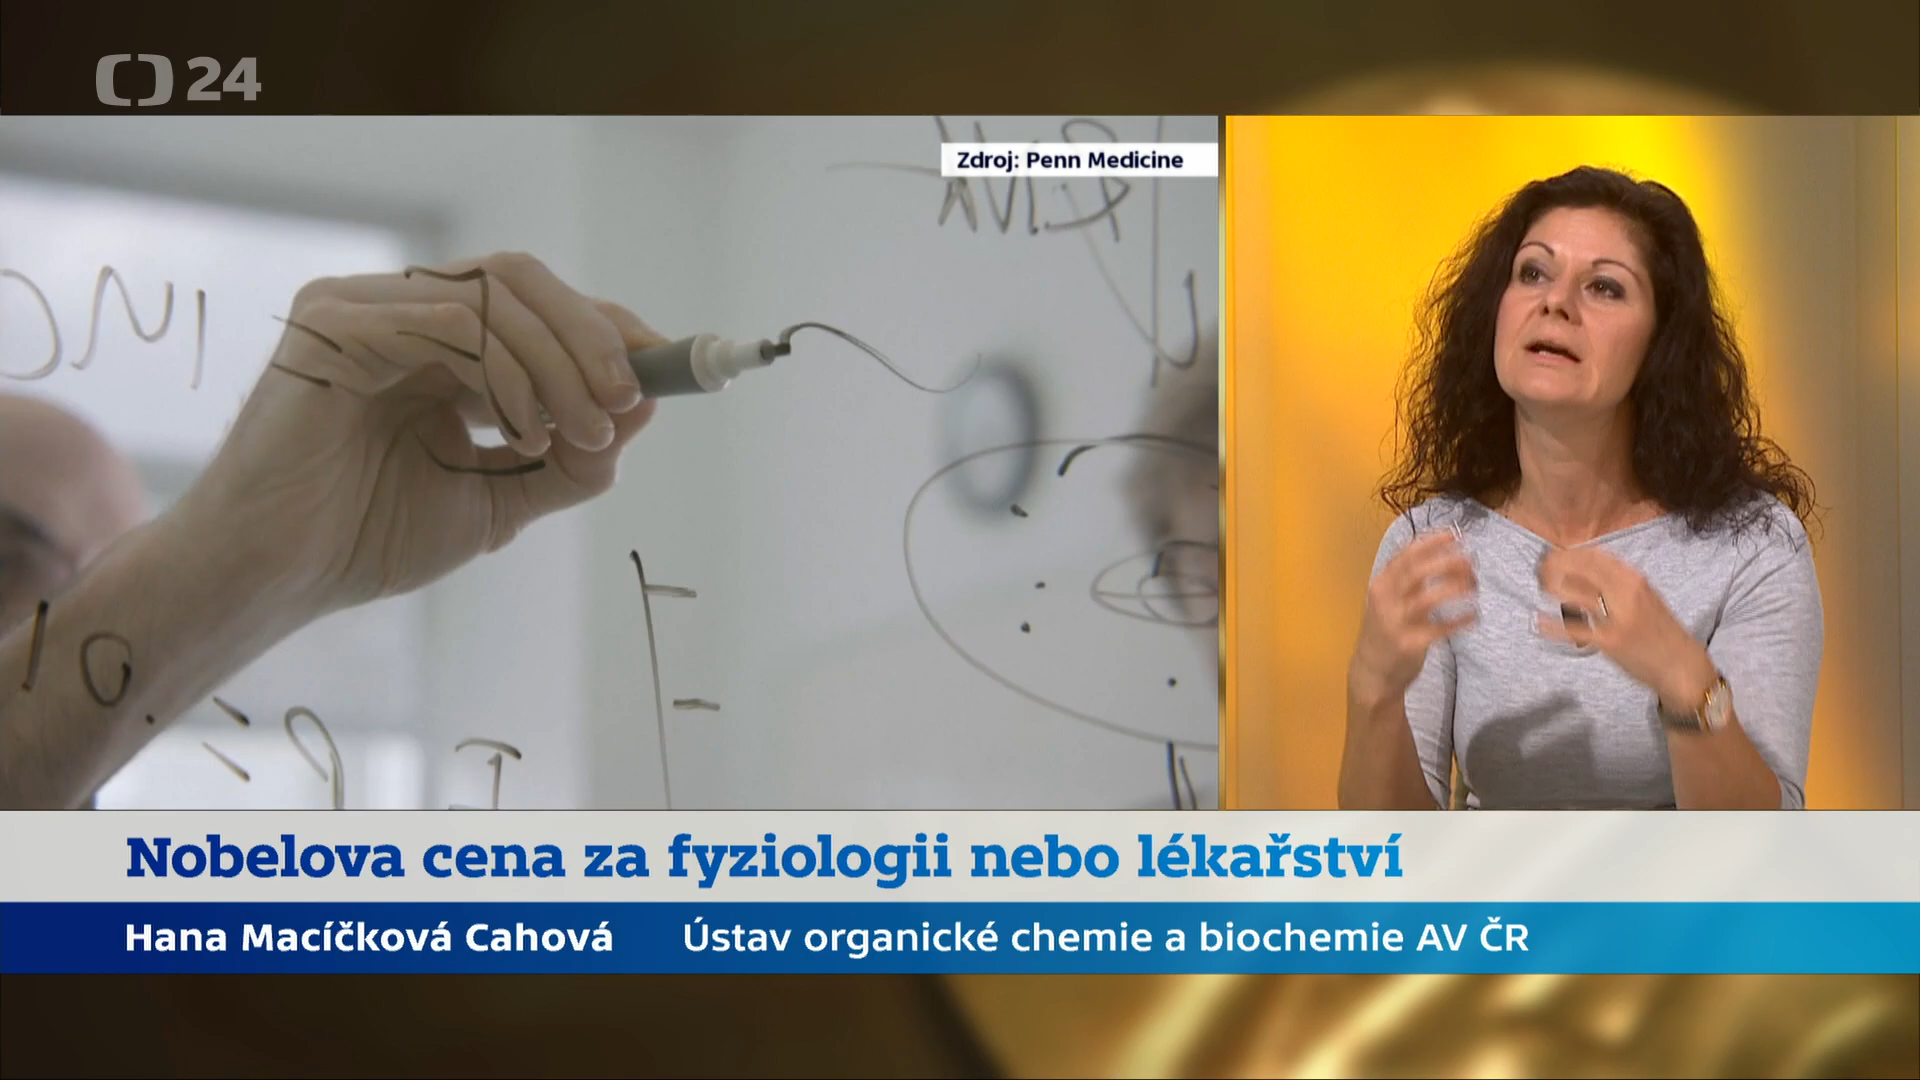 24
Zdroj: Penn Medicine
Nobelova cena za fyziologii nebo lékařství
Hana Macíčková Cahová Ústav organické chemie a biochemie AV ČR